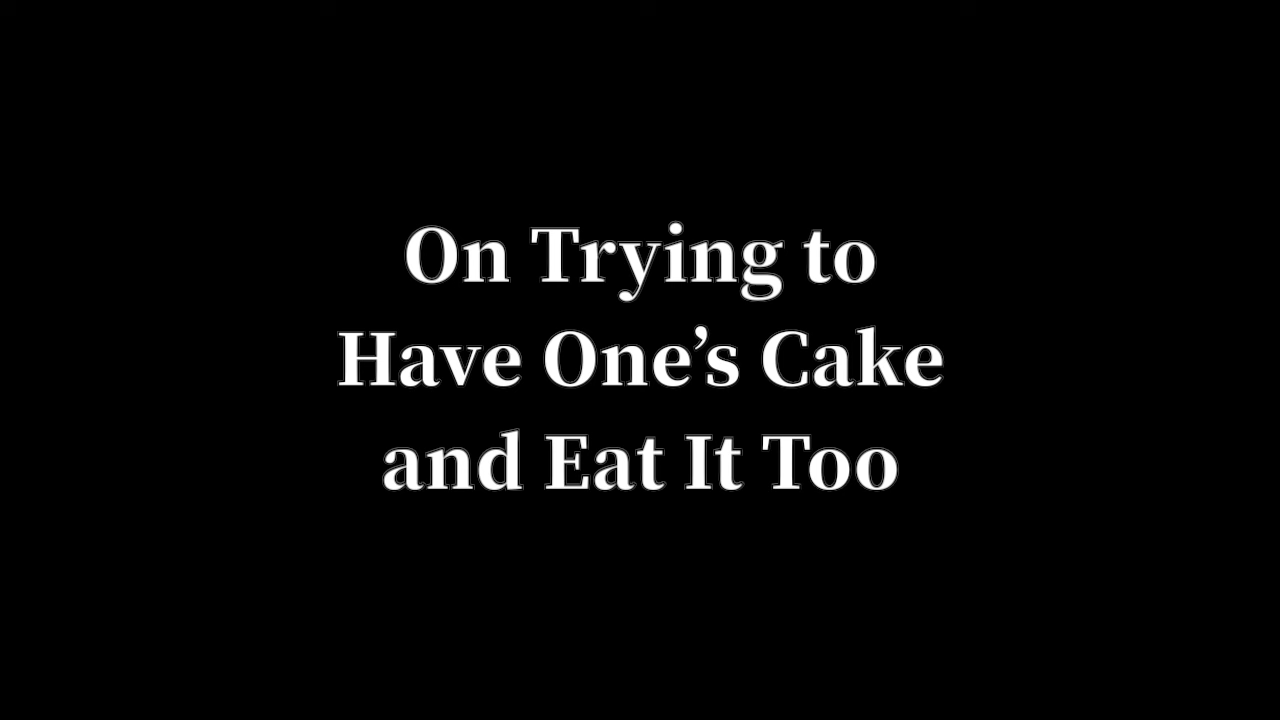 On Trying to
Have One’s Cake
and Eat It Too